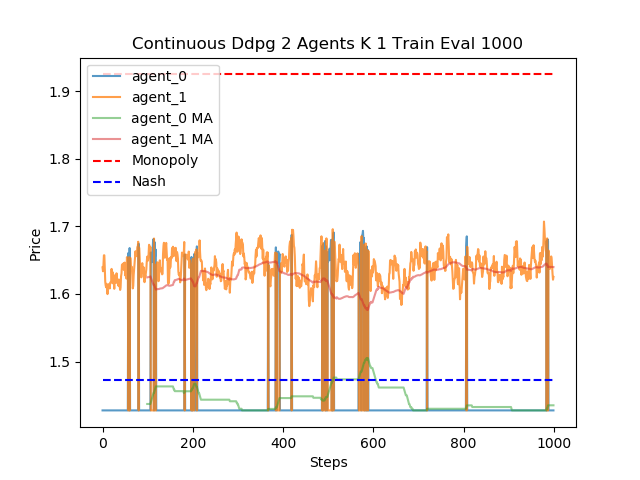 Continuous Ddpg 2 Agents K 1 Train Eval 1000
agent_0
agent_1
agent_0 MA
agent_1 MA
Monopoly
Nash
1.9
1.8
1.7
1.6
1.5
Price
0
200
400
600
800
1000
Steps